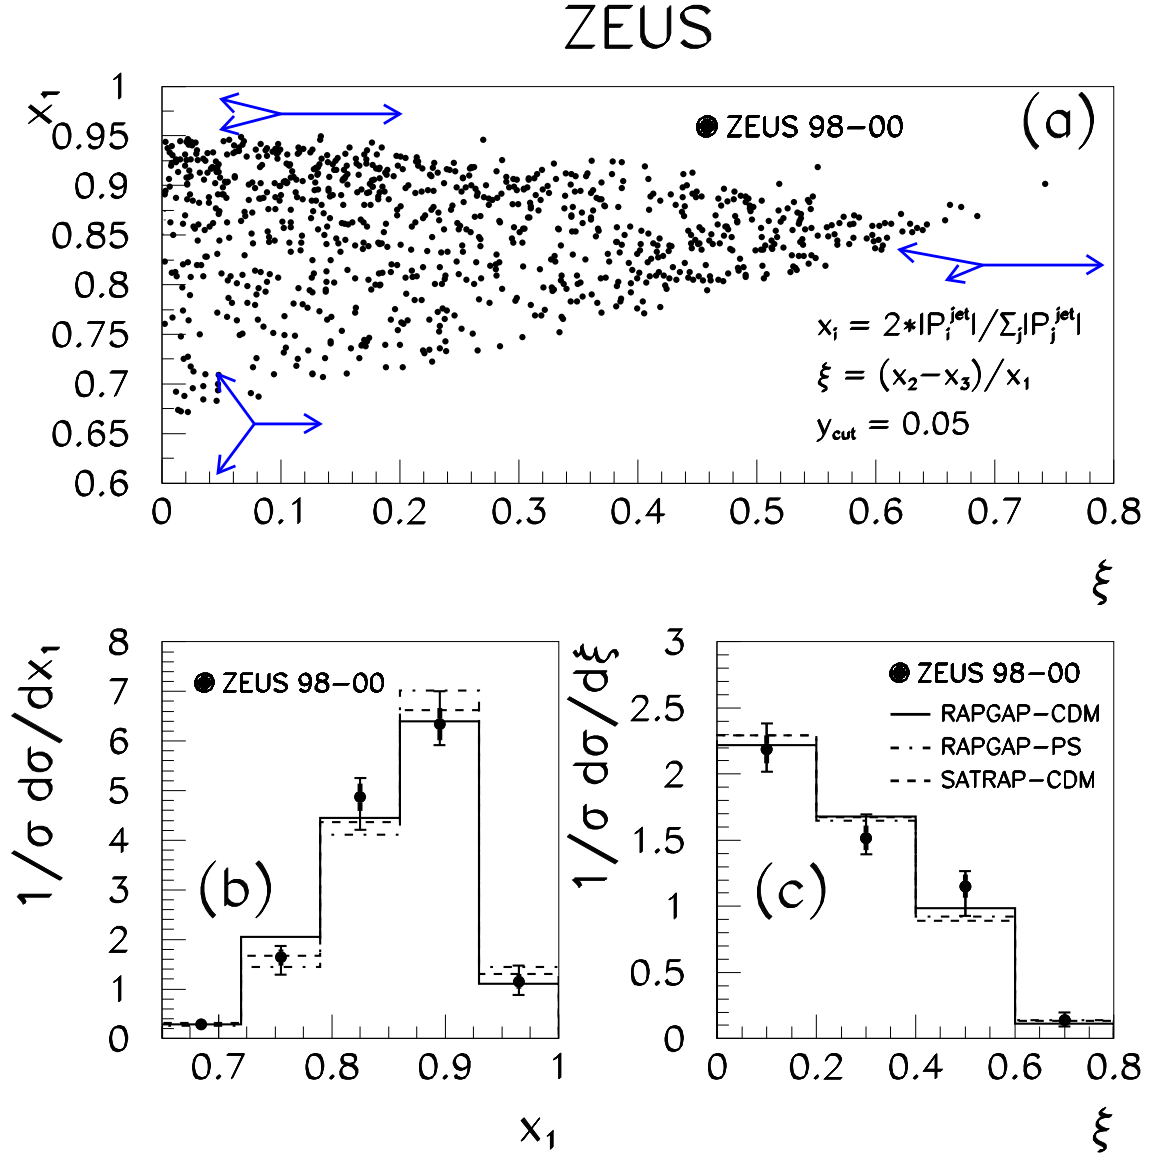 ZEUS
x₁
1
0.95
0.9
0.85
0.8
0.75
0.7
0.65
0.6
ZEUS 98−00
(a)
xᵢ = 2*|Pᵢʲᵉᵗ|/Σⱼ|Pⱼʲᵉᵗ|
ξ = (x₂−x₃)/x₁
y_cut = 0.05
0 0.1 0.2 0.3 0.4 0.5 0.6 0.7 0.8
ξ
1/σ dσ/dx₁
8
7
6
5
4
3
2
1
0
ZEUS 98−00
(b)
0.7 0.8 0.9 1
x₁
1/σ dσ/dξ
3
2.5
2
1.5
1
0.5
0
ZEUS 98−00
RAPGAP−CDM
RAPGAP−PS
SATRAP−CDM
(c)
0 0.2 0.4 0.6 0.8
ξ